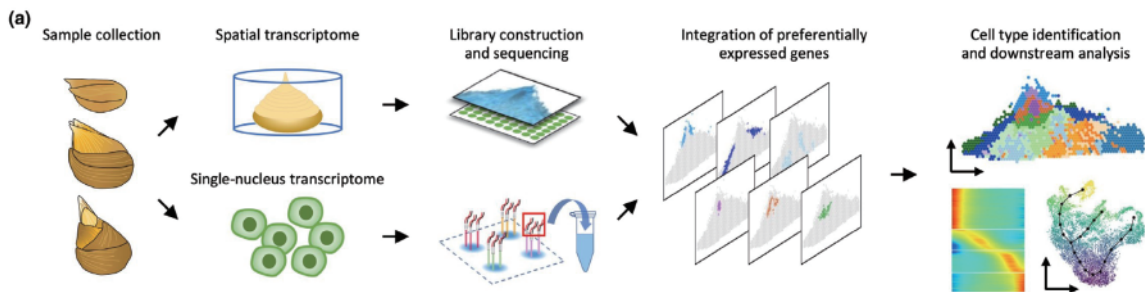 (a)
Sample collection
Spatial transcriptome
Library construction
and sequencing
Integration of preferentially
expressed genes
Cell type identification
and downstream analysis
Single-nucleus transcriptome